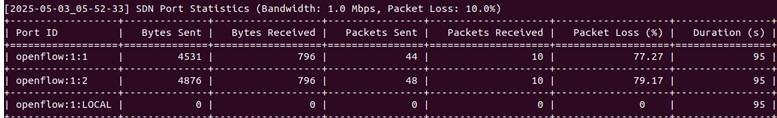 [2025-05-03_05-52-33] SDN Port Statistics (Bandwidth: 1.0 Mbps, Packet Loss: 10.0%)
| Port ID | Bytes Sent | Bytes Received | Packets Sent | Packets Received | Packet Loss (%) | Duration (s) |
| openflow:1:1 | 4531 | 796 | 44 | 10 | 77.27 | 95 |
| openflow:1:2 | 4876 | 796 | 48 | 10 | 79.17 | 95 |
| openflow:1:LOCAL | 0 | 0 | 0 | 0 | 0 | 95 |